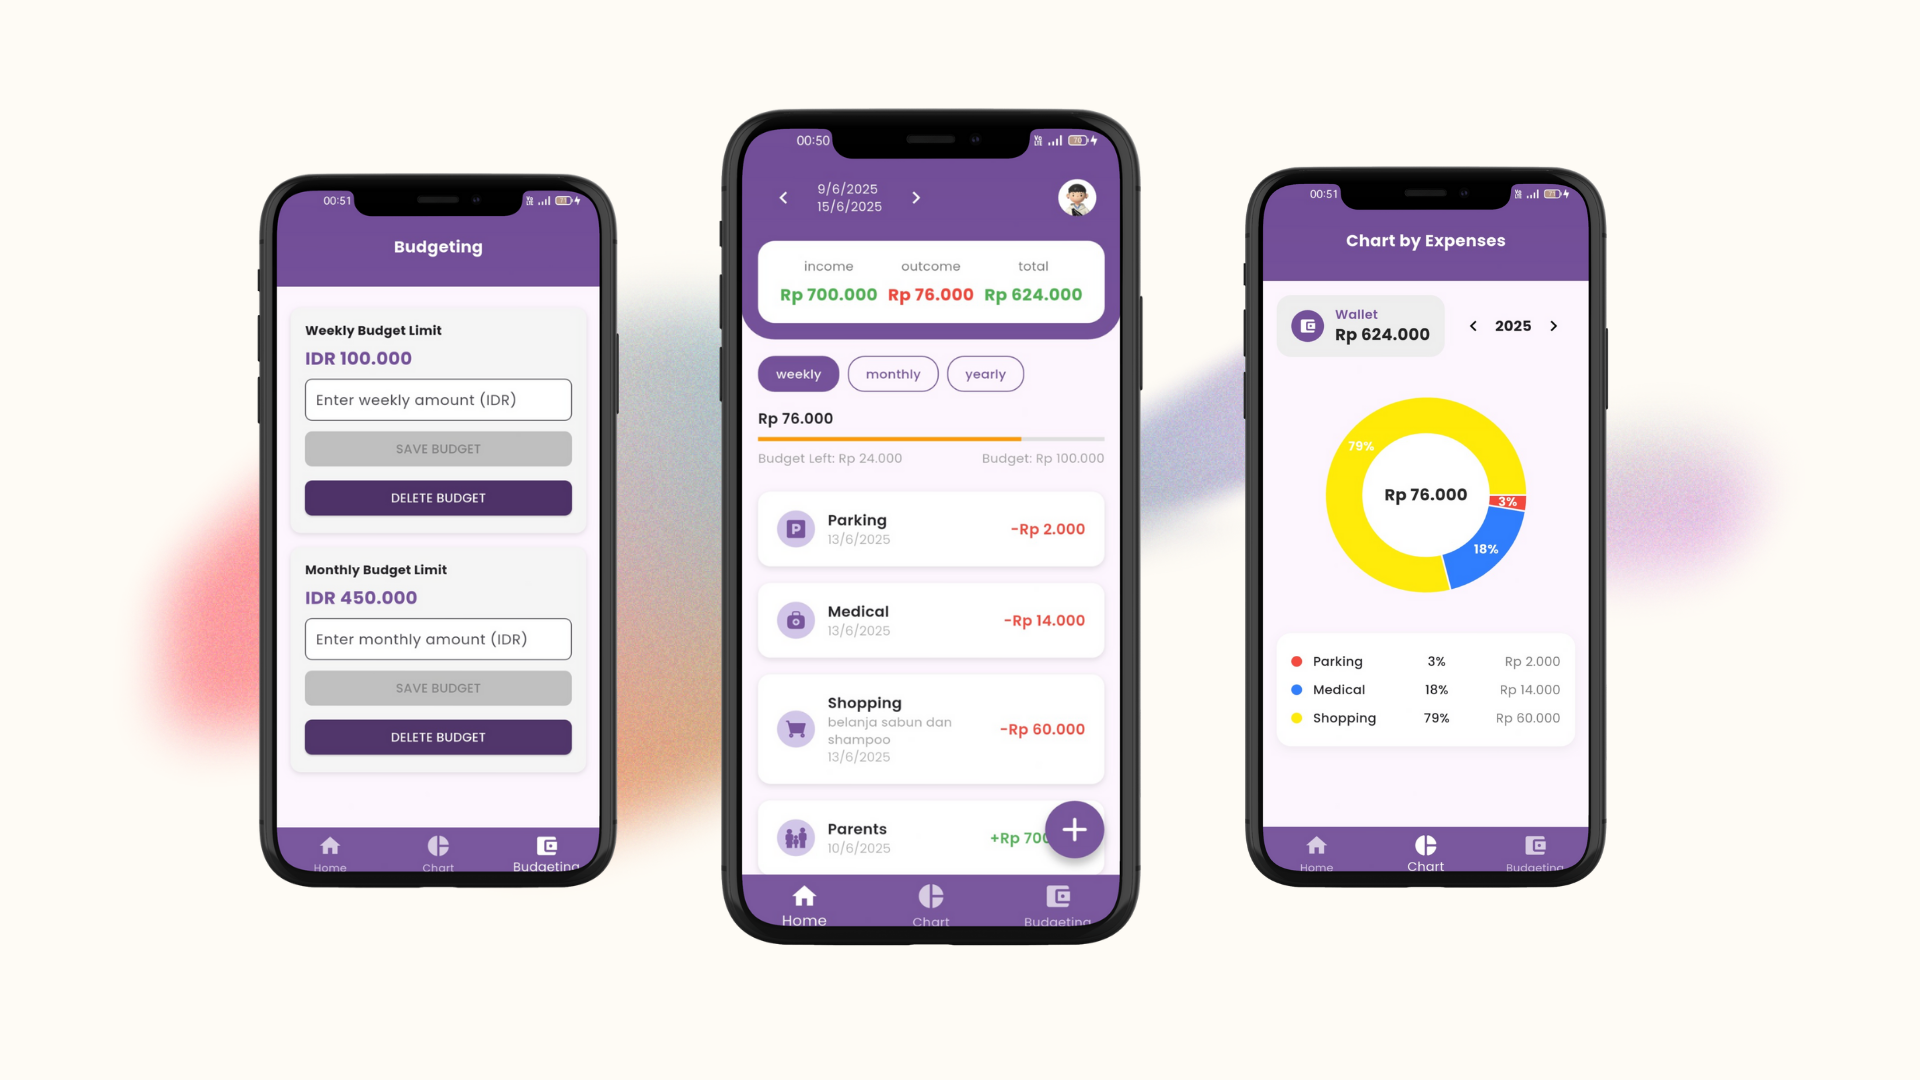 00:51
Budgeting
Weekly Budget Limit
IDR 100.000
Enter weekly amount (IDR)
SAVE BUDGET
DELETE BUDGET
Monthly Budget Limit
IDR 450.000
Enter monthly amount (IDR)
SAVE BUDGET
DELETE BUDGET
Home Chart Budgeting
00:50
9/6/2025
15/6/2025
income outcome total
Rp 700.000 Rp 76.000 Rp 624.000
weekly monthly yearly
Rp 76.000
Budget Left: Rp 24.000 Budget: Rp 100.000
Parking
13/6/2025
-Rp 2.000
Medical
13/6/2025
-Rp 14.000
Shopping
belanja sabun dan
shampoo
13/6/2025
-Rp 60.000
Parents
10/6/2025
+Rp 700
Home Chart Budgeting
00:51
Chart by Expenses
Wallet
Rp 624.000
2025
79%
Rp 76.000
3%
18%
Parking 3% Rp 2.000
Medical 18% Rp 14.000
Shopping 79% Rp 60.000
Home Chart Budgeting